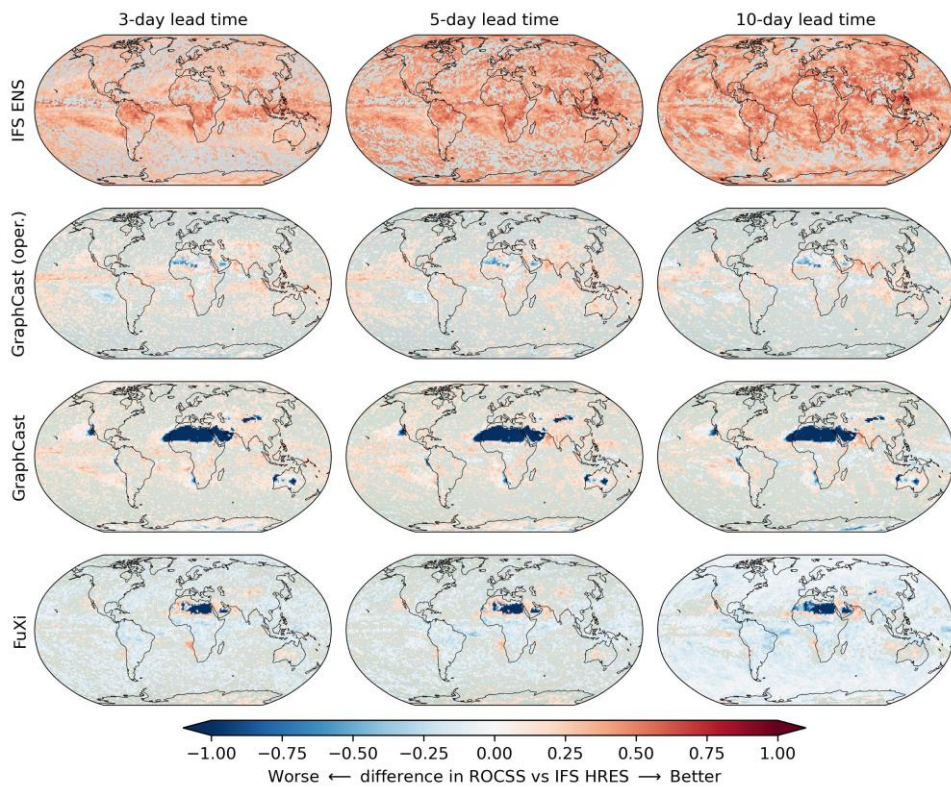 3-day lead time 5-day lead time 10-day lead time
IFS ENS
GraphCast (oper.)
GraphCast
FuXi
−1.00 −0.75 −0.50 −0.25 0.00 0.25 0.50 0.75 1.00
Worse ⟵ difference in ROCSS vs IFS HRES ⟶ Better